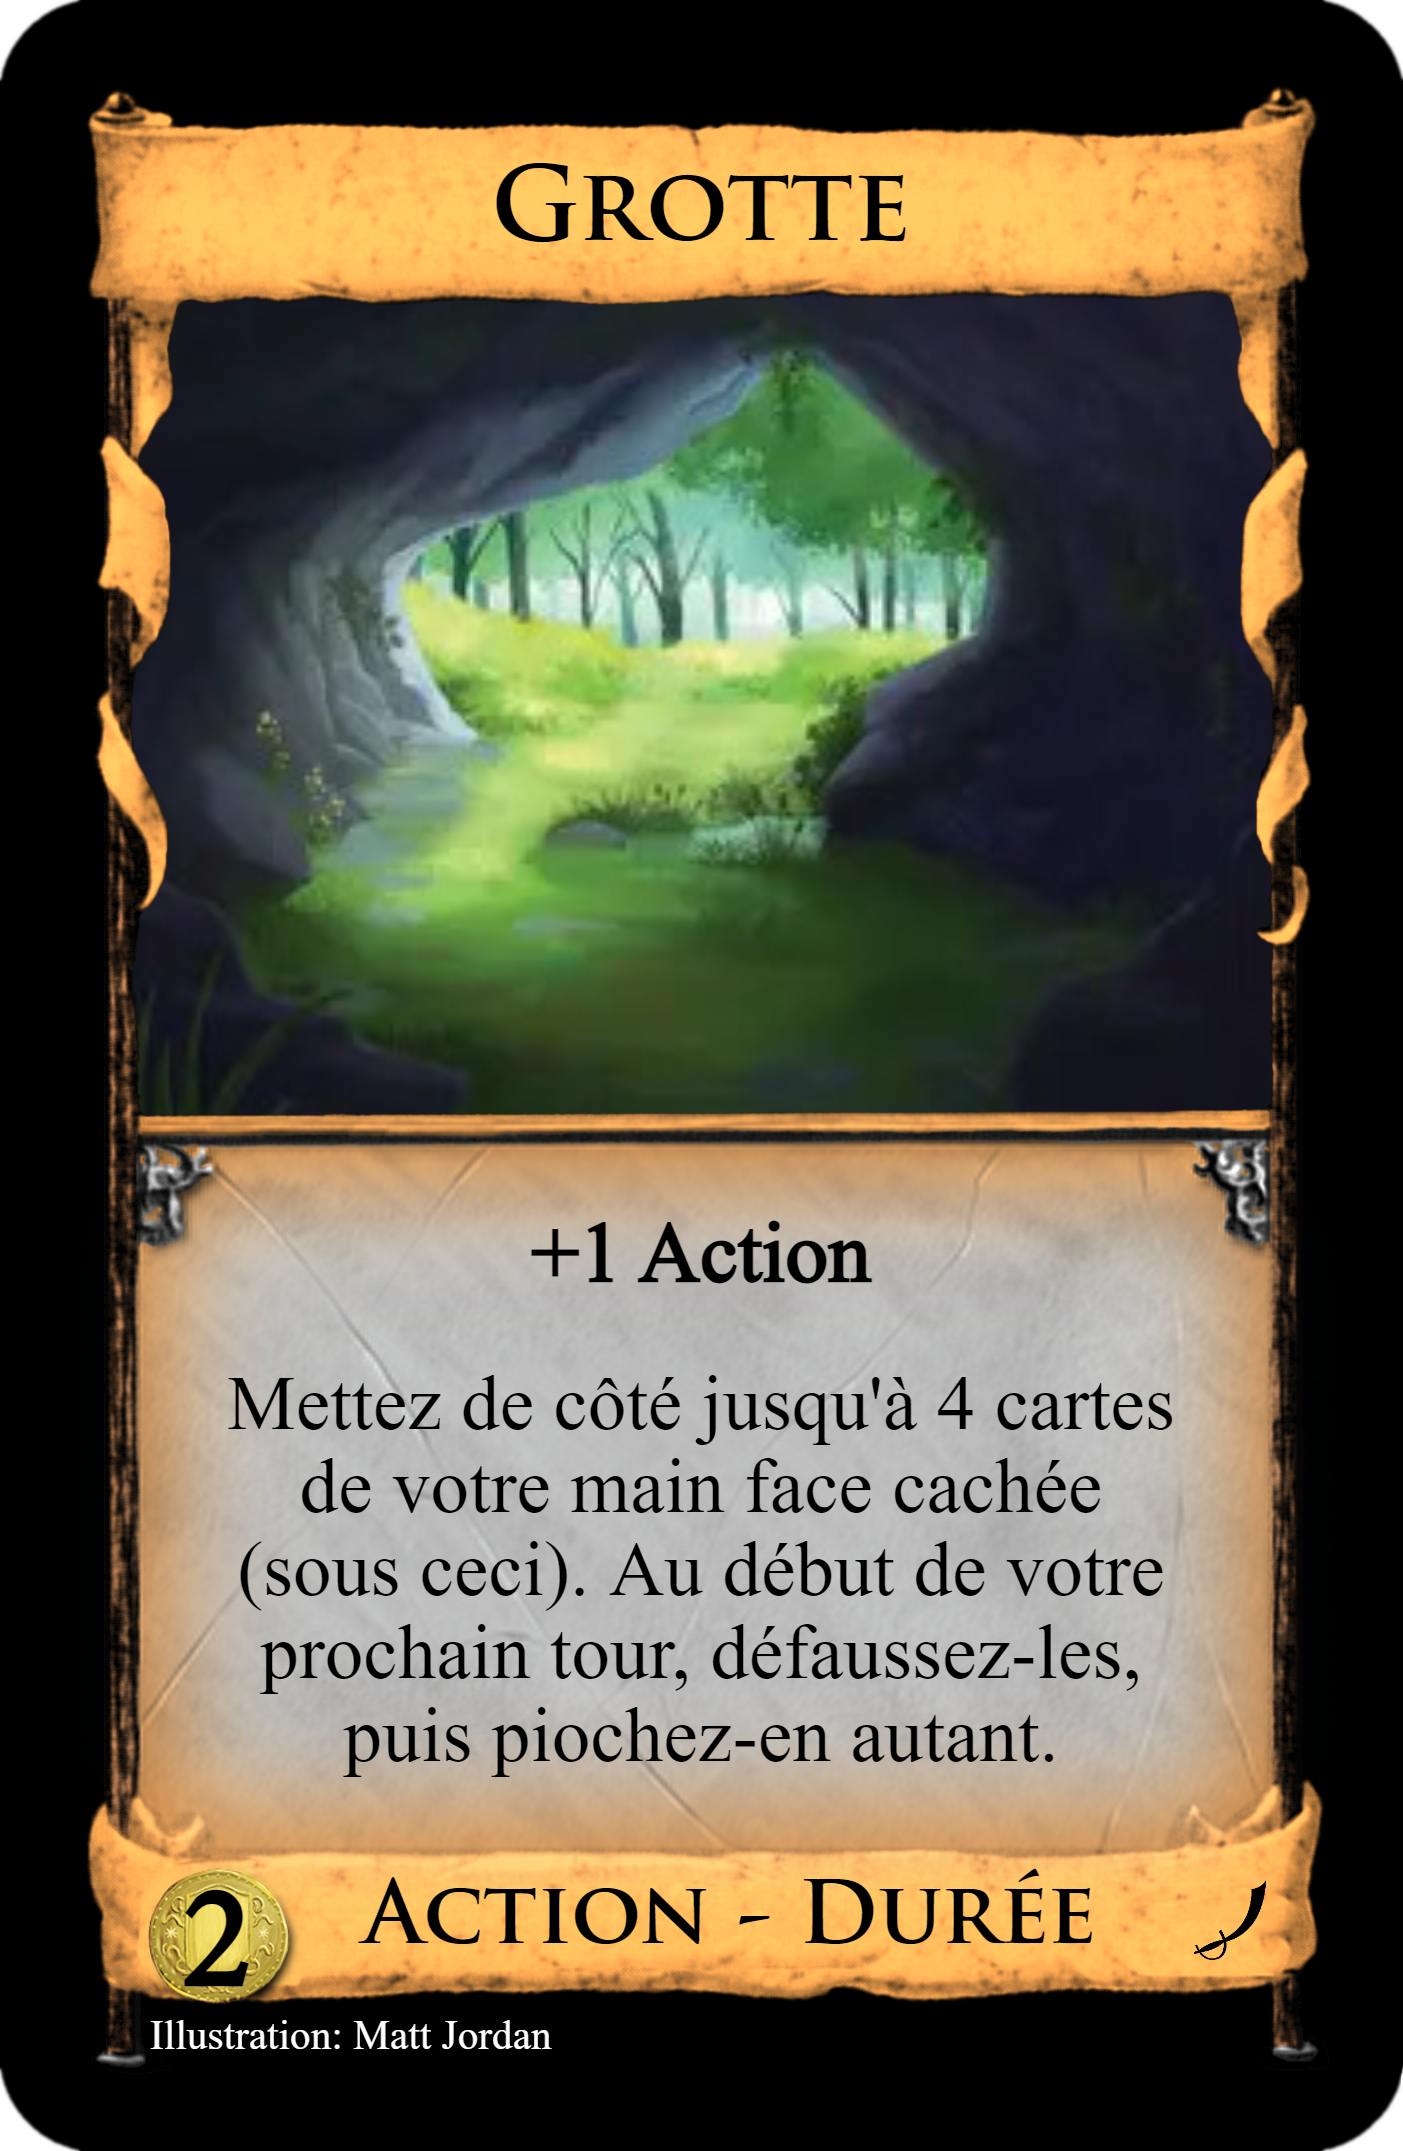 GROTTE
+1 Action
Mettez de côté jusqu'à 4 cartes
de votre main face cachée
(sous ceci). Au début de votre
prochain tour, défaussez-les,
puis piochez-en autant.
2 ACTION - DURÉE
Illustration: Matt Jordan